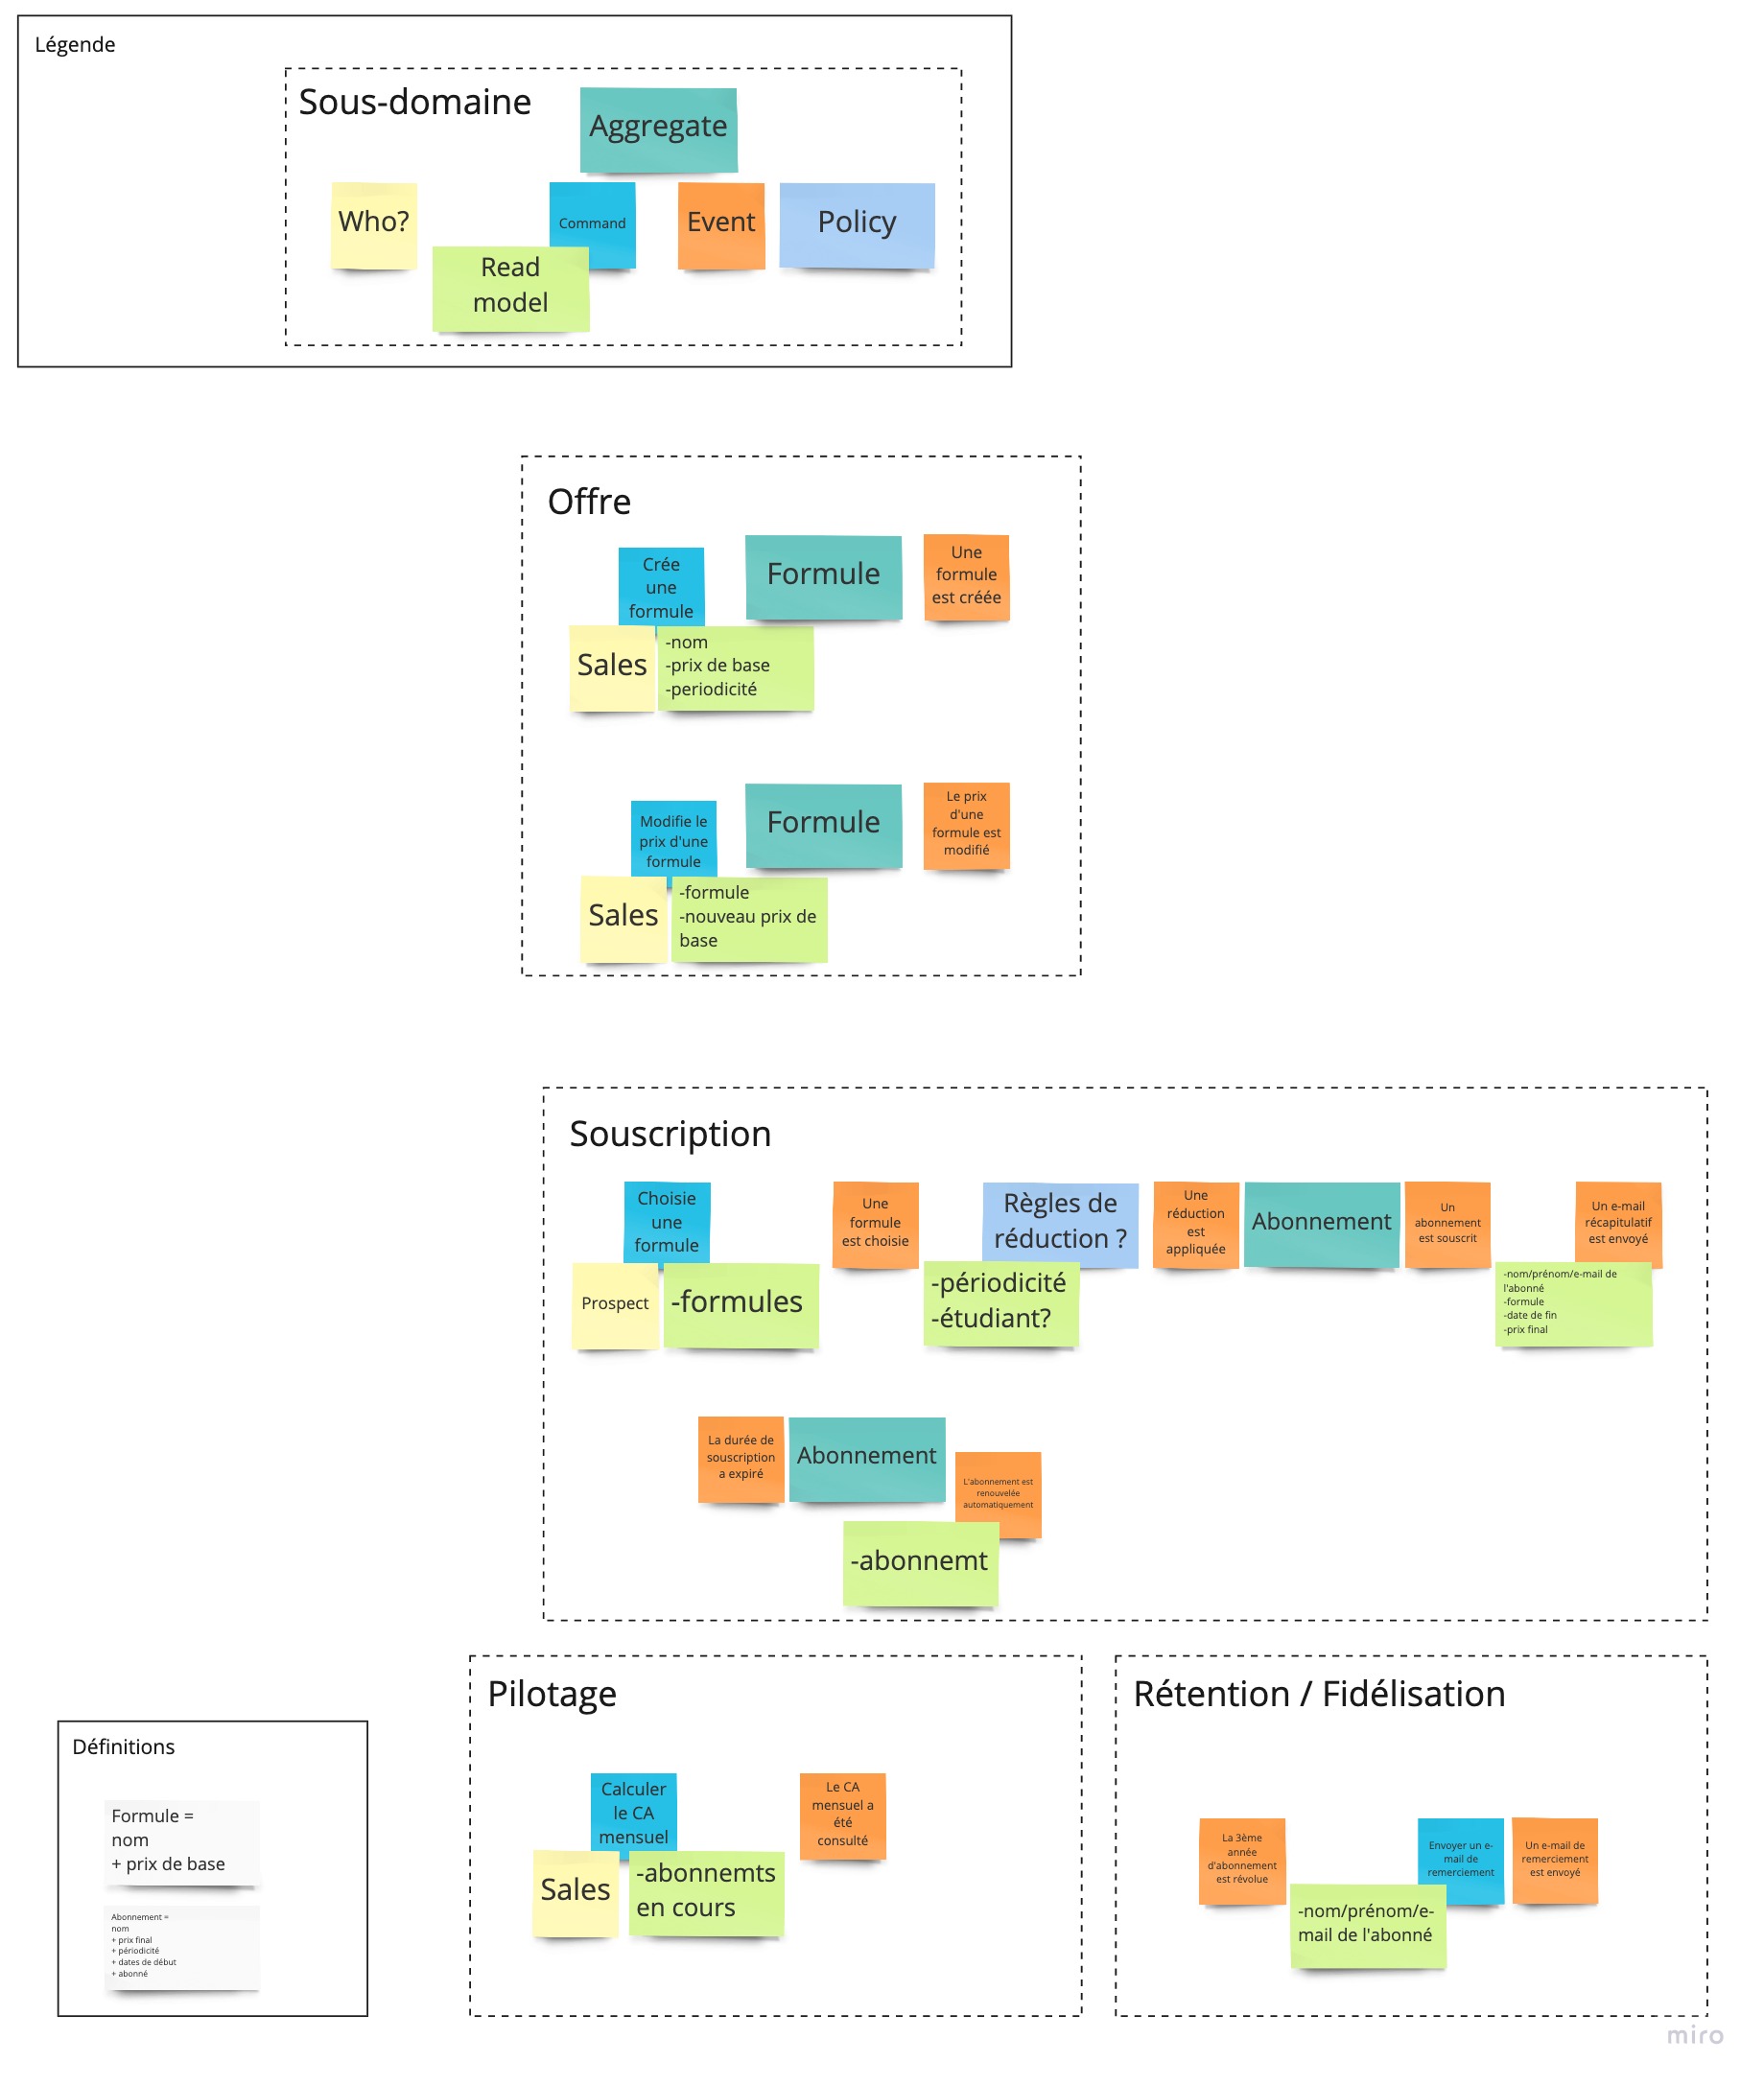 Légende
Sous-domaine
Aggregate
Who?
Command
Event
Policy
Read
model
Offre
Crée
une
formule
Formule
Une
formule
est créée
Sales
-nom
-prix de base
-periodicité
Modifie le
prix d'une
formule
Formule
Le prix
d'une
formule est
modifié
Sales
-formule
-nouveau prix de
base
Souscription
Choisie
une
formule
Une
formule
est choisie
Règles de
réduction ?
Une
réduction
est
appliquée
Abonnement
Un
abonnement
est souscrit
Un e-mail
récapitulatif
est envoyé
Prospect
-formules
-périodicité
-étudiant?
-nom/prénom/e-mail de
l'abonné
-formule
-date de fin
-prix final
La durée de
souscription
a expiré
Abonnement
L'abonnement est
renouvelée
automatiquement
-abonnemt
Pilotage
Calculer
le CA
mensuel
Le CA
mensuel a
été
consulté
Sales
-abonnemts
en cours
Rétention / Fidélisation
La 3ème
année
d'abonnement
est révolue
Envoyer un e-
mail de
remerciement
Un e-mail de
remerciement
est envoyé
-nom/prénom/e-
mail de l'abonné
Définitions
Formule =
nom
+ prix de base
Abonnement =
nom
+ prix final
+ périodicité
+ dates de début
+ abonné
miro